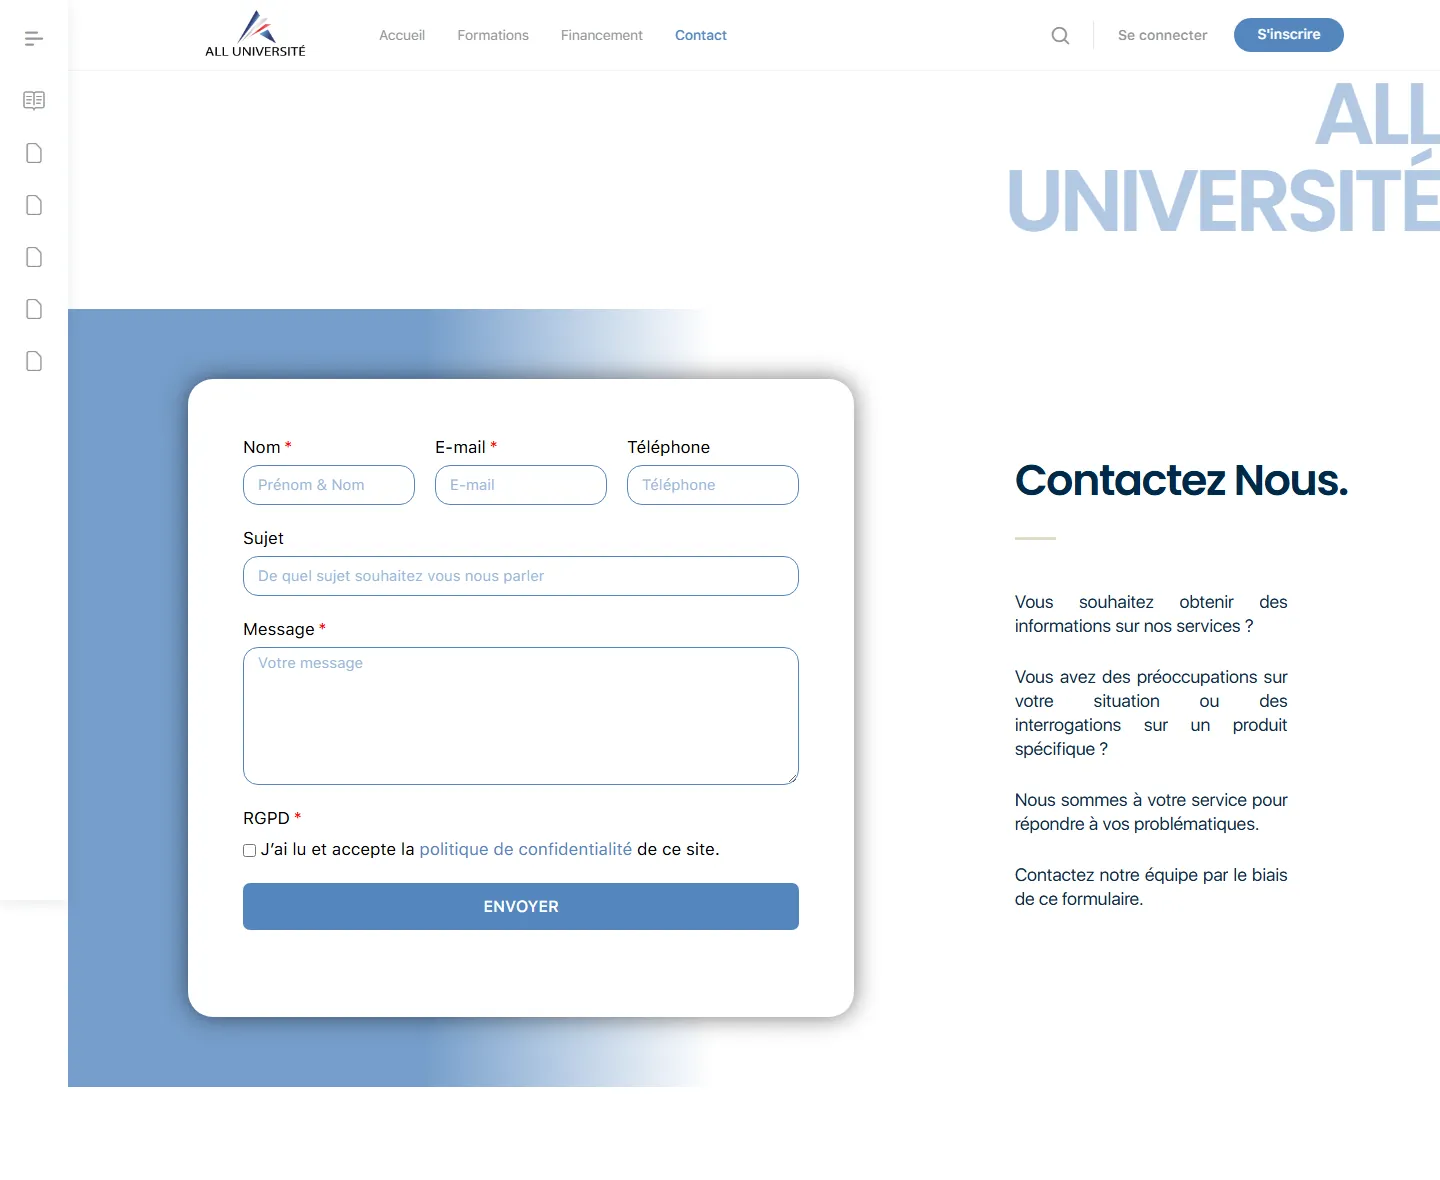 ALL UNIVERSITÉ
Accueil
Formations
Financement
Contact
Se connecter
S'inscrire
ALL
UNIVERSITÉ
Nom *
E-mail *
Téléphone
Prénom & Nom
E-mail
Téléphone
Sujet
De quel sujet souhaitez vous nous parler
Message *
Votre message
RGPD *
J’ai lu et accepte la politique de confidentialité de ce site.
ENVOYER
Contactez Nous.
Vous souhaitez obtenir des
informations sur nos services ?
Vous avez des préoccupations sur
votre situation ou des
interrogations sur un produit
spécifique ?
Nous sommes à votre service pour
répondre à vos problématiques.
Contactez notre équipe par le biais
de ce formulaire.